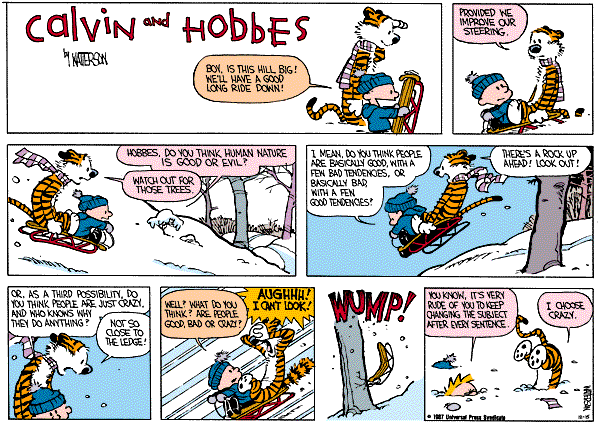 CALVIN AND HOBBES
BY WATTERSON
BOY, IS THIS HILL BIG!
WE'LL HAVE A GOOD
LONG RIDE DOWN!
PROVIDED WE
IMPROVE OUR
STEERING.
HOBBES, DO YOU THINK HUMAN NATURE
IS GOOD OR EVIL?
WATCH OUT FOR
THOSE TREES.
I MEAN, DO YOU THINK PEOPLE
ARE BASICALLY GOOD, WITH A
FEW BAD TENDENCIES, OR
BASICALLY BAD,
WITH A FEW
GOOD TENDENCIES?
THERE'S A ROCK UP
AHEAD! LOOK OUT!
OR, AS A THIRD POSSIBILITY, DO
YOU THINK PEOPLE ARE JUST CRAZY,
AND WHO KNOWS WHY
THEY DO ANYTHING?
NOT SO
CLOSE TO
THE LEDGE!
WELL? WHAT DO YOU
THINK? ARE PEOPLE
GOOD, BAD OR CRAZY?
AUGHHH!
I CAN'T LOOK!
WUMP!
YOU KNOW, IT'S VERY
RUDE OF YOU TO KEEP
CHANGING THE SUBJECT
AFTER EVERY SENTENCE.
I CHOOSE
CRAZY.
© 1987 Universal Press Syndicate